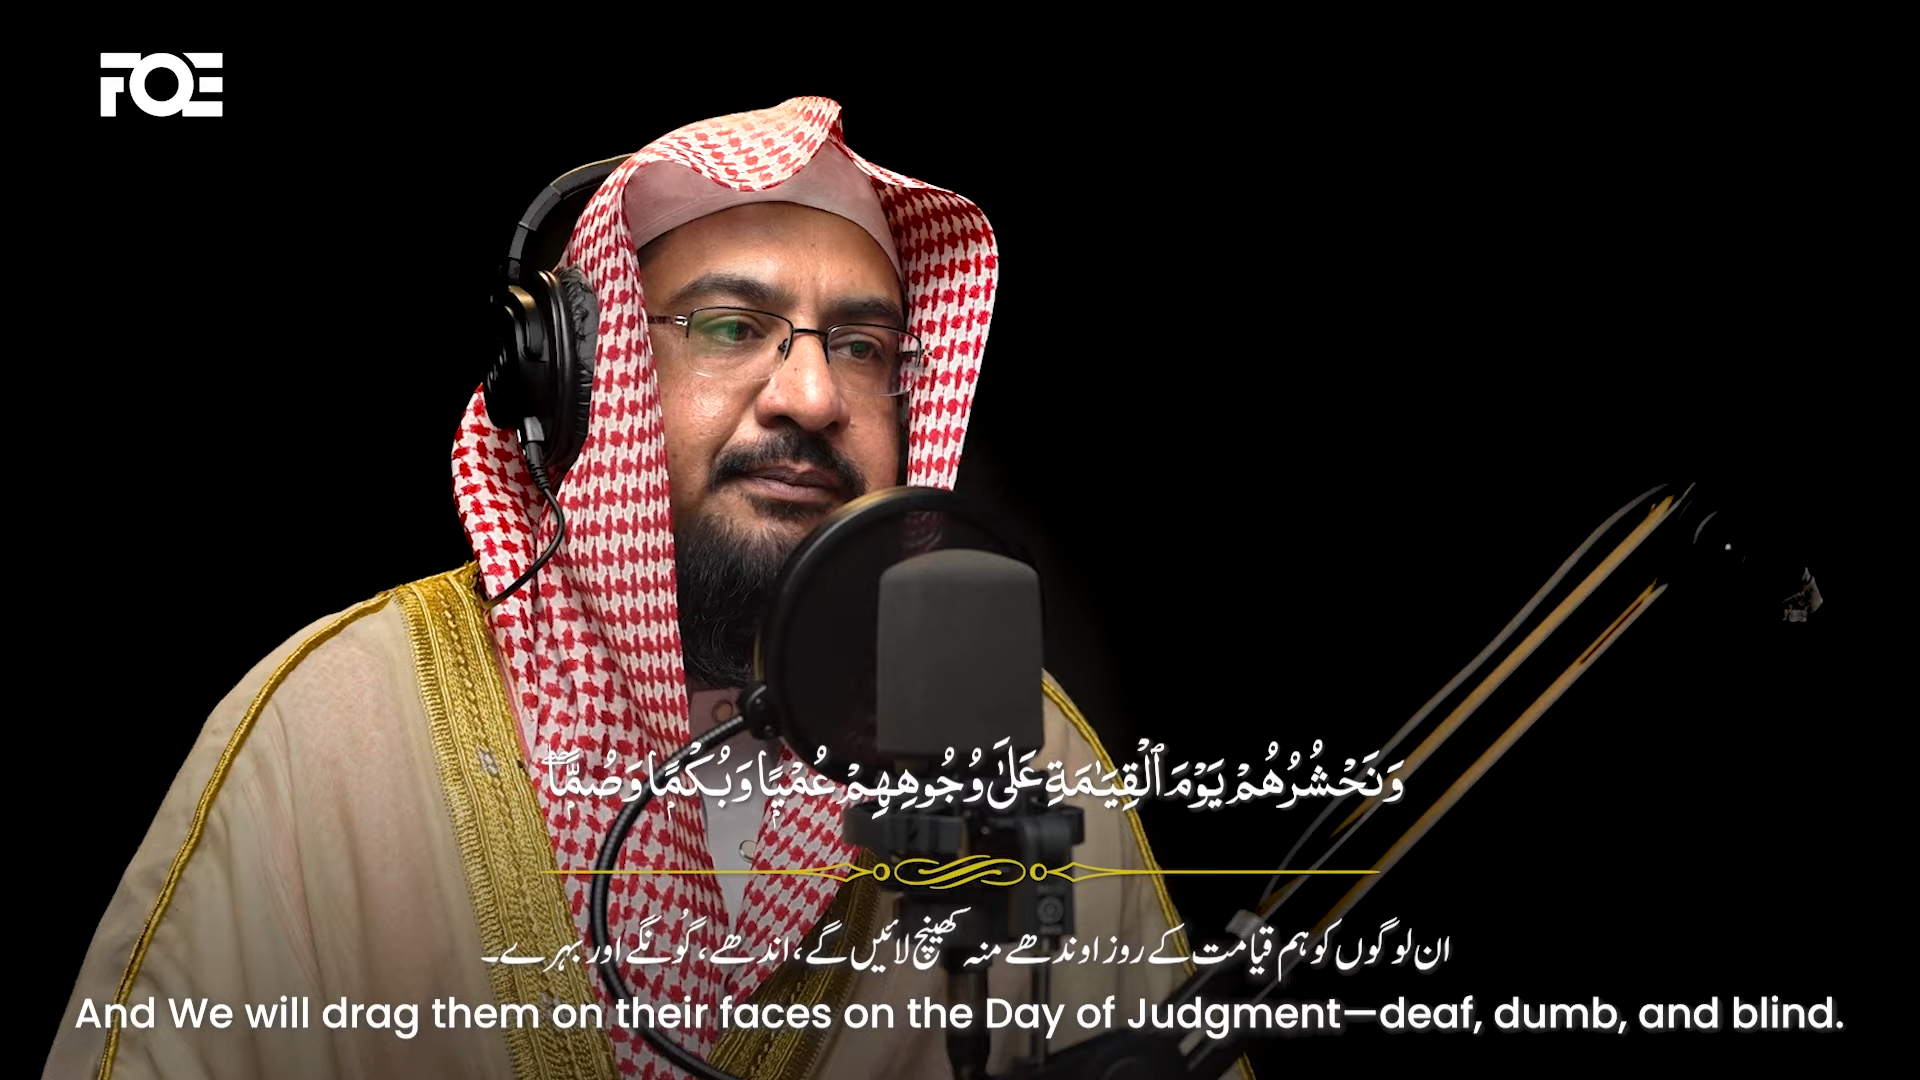 FOE
وَنَحْشُرُهُمْ يَوْمَ ٱلْقِيَـٰمَةِ عَلَىٰ وُجُوهِهِمْ عُمْيًۭا وَبُكْمًۭا وَصُمًّۭا ۖ
ان لوگوں کو ہم قیامت کے روز اوندھے منہ کھینچ لائیں گے، اندھے، گونگے اور بہرے۔
And We will drag them on their faces on the Day of Judgment—deaf, dumb, and blind.